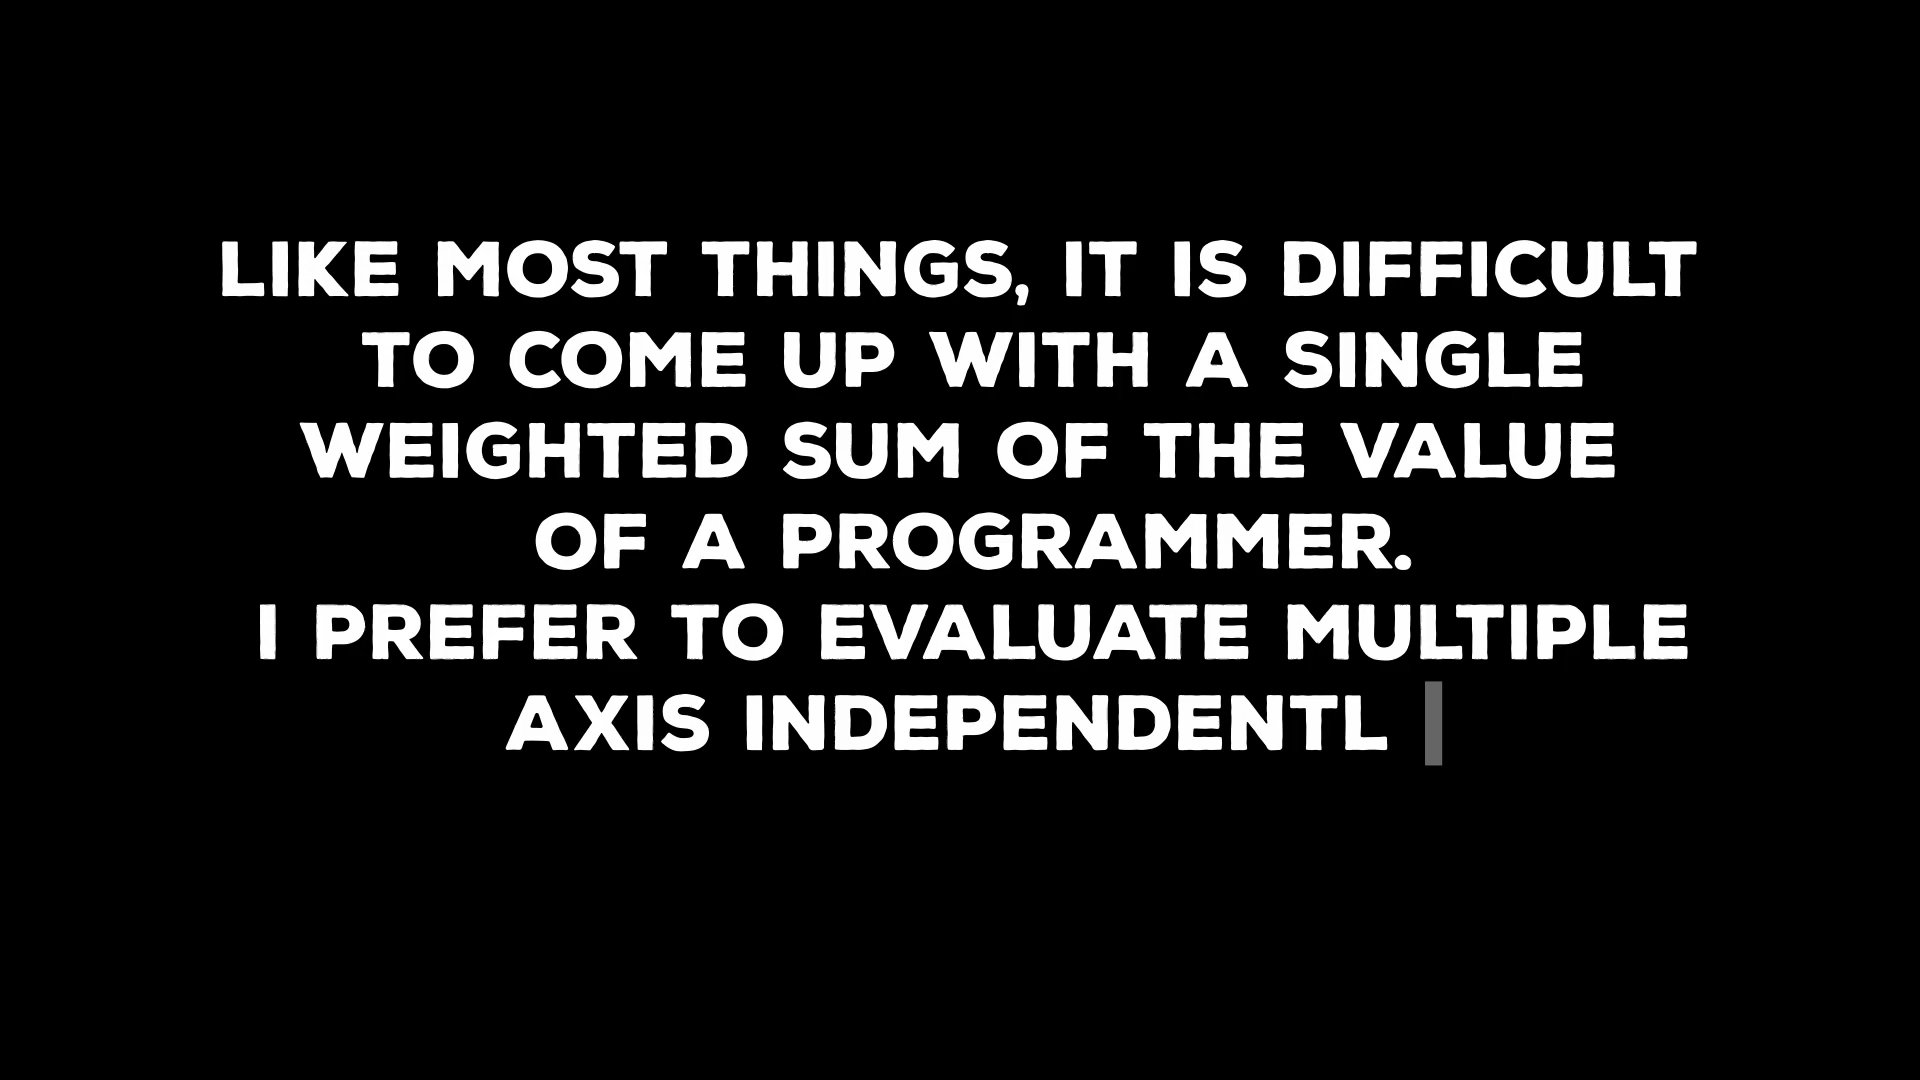 LIKE MOST THINGS, IT IS DIFFICULT
TO COME UP WITH A SINGLE
WEIGHTED SUM OF THE VALUE
OF A PROGRAMMER.
I PREFER TO EVALUATE MULTIPLE
AXIS INDEPENDENTL